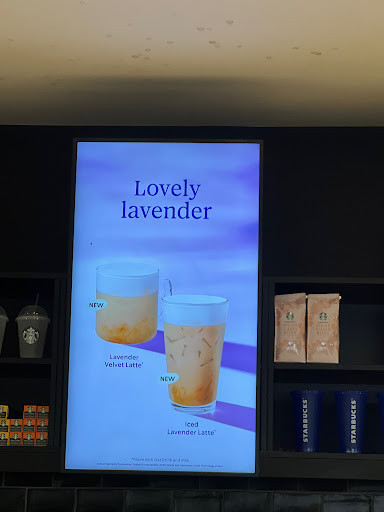 Lovely
lavender
NEW
Lavender
Velvet Latte*
NEW
Iced
Lavender Latte*
STARBUCKS
STARBUCKS